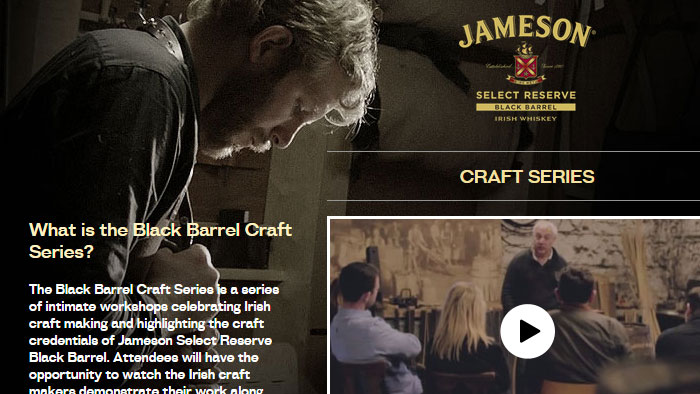 JAMESON®
SELECT RESERVE
BLACK BARREL
IRISH WHISKEY
CRAFT SERIES
What is the Black Barrel Craft
Series?
The Black Barrel Craft Series is a series
of intimate workshops celebrating Irish
craft making and highlighting the craft
credentials of Jameson Select Reserve
Black Barrel. Attendees will have the
opportunity to watch the Irish craft
makers demonstrate their work along